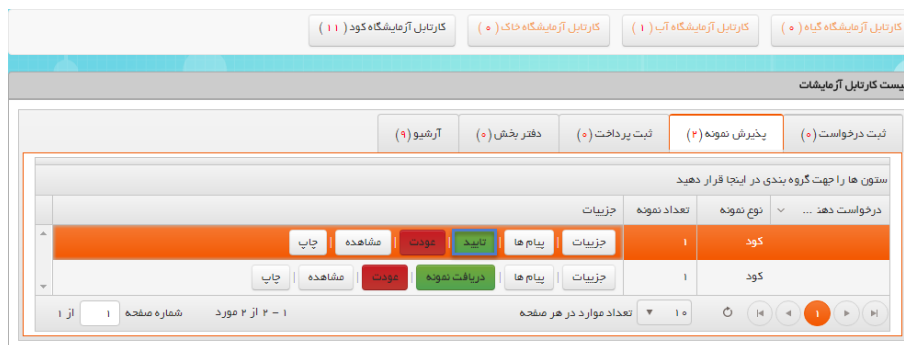 کارتابل آزمایشگاه گیاه ( ۰ ) کارتابل آزمایشگاه آب ( ۱ ) کارتابل آزمایشگاه خاک ( ۰ ) کارتابل آزمایشگاه کود ( ۱۱ )
یست کارتابل آزمایشات
ثبت درخواست (۰) پذیرش نمونه (۲) ثبت پرداخت (۰) دفتر بخش (۰) آرشیو (۹)
ستون ها را جهت گروه بندی در اینجا قرار دهید
درخواست دهن ... نوع نمونه تعداد نمونه جزییات
کود ۱ جزییات | پیام ها | تایید | عودت | مشاهده | چاپ
کود ۱ جزییات | پیام ها | دریافت نمونه | عودت | مشاهده | چاپ
۱ ۱۰ تعداد موارد در هر صفحه ۱ - ۲ از ۲ مورد شماره صفحه ۱ از ۱